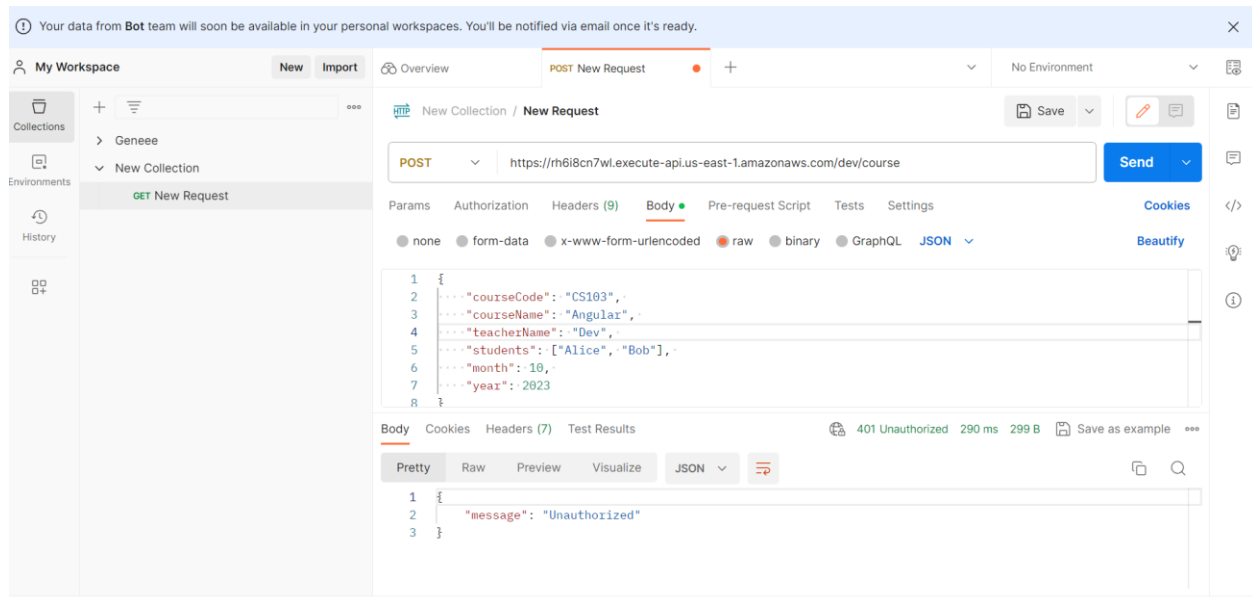 Your data from Bot team will soon be available in your personal workspaces. You'll be notified via email once it's ready.
My Workspace New Import Overview POST New Request No Environment
Collections
Environments
History
Geneee
New Collection
GET New Request
HTTP New Collection / New Request Save
POST https://rh6i8cn7wl.execute-api.us-east-1.amazonaws.com/dev/course Send
Params Authorization Headers (9) Body Pre-request Script Tests Settings Cookies
none form-data x-www-form-urlencoded raw binary GraphQL JSON Beautify
1 {
2 "courseCode": "CS103",
3 "courseName": "Angular",
4 "teacherName": "Dev",
5 "students": ["Alice", "Bob"],
6 "month": 10,
7 "year": 2023
8 }
Body Cookies Headers (7) Test Results 401 Unauthorized 290 ms 299 B Save as example
Pretty Raw Preview Visualize JSON
1 {
2 "message": "Unauthorized"
3 }